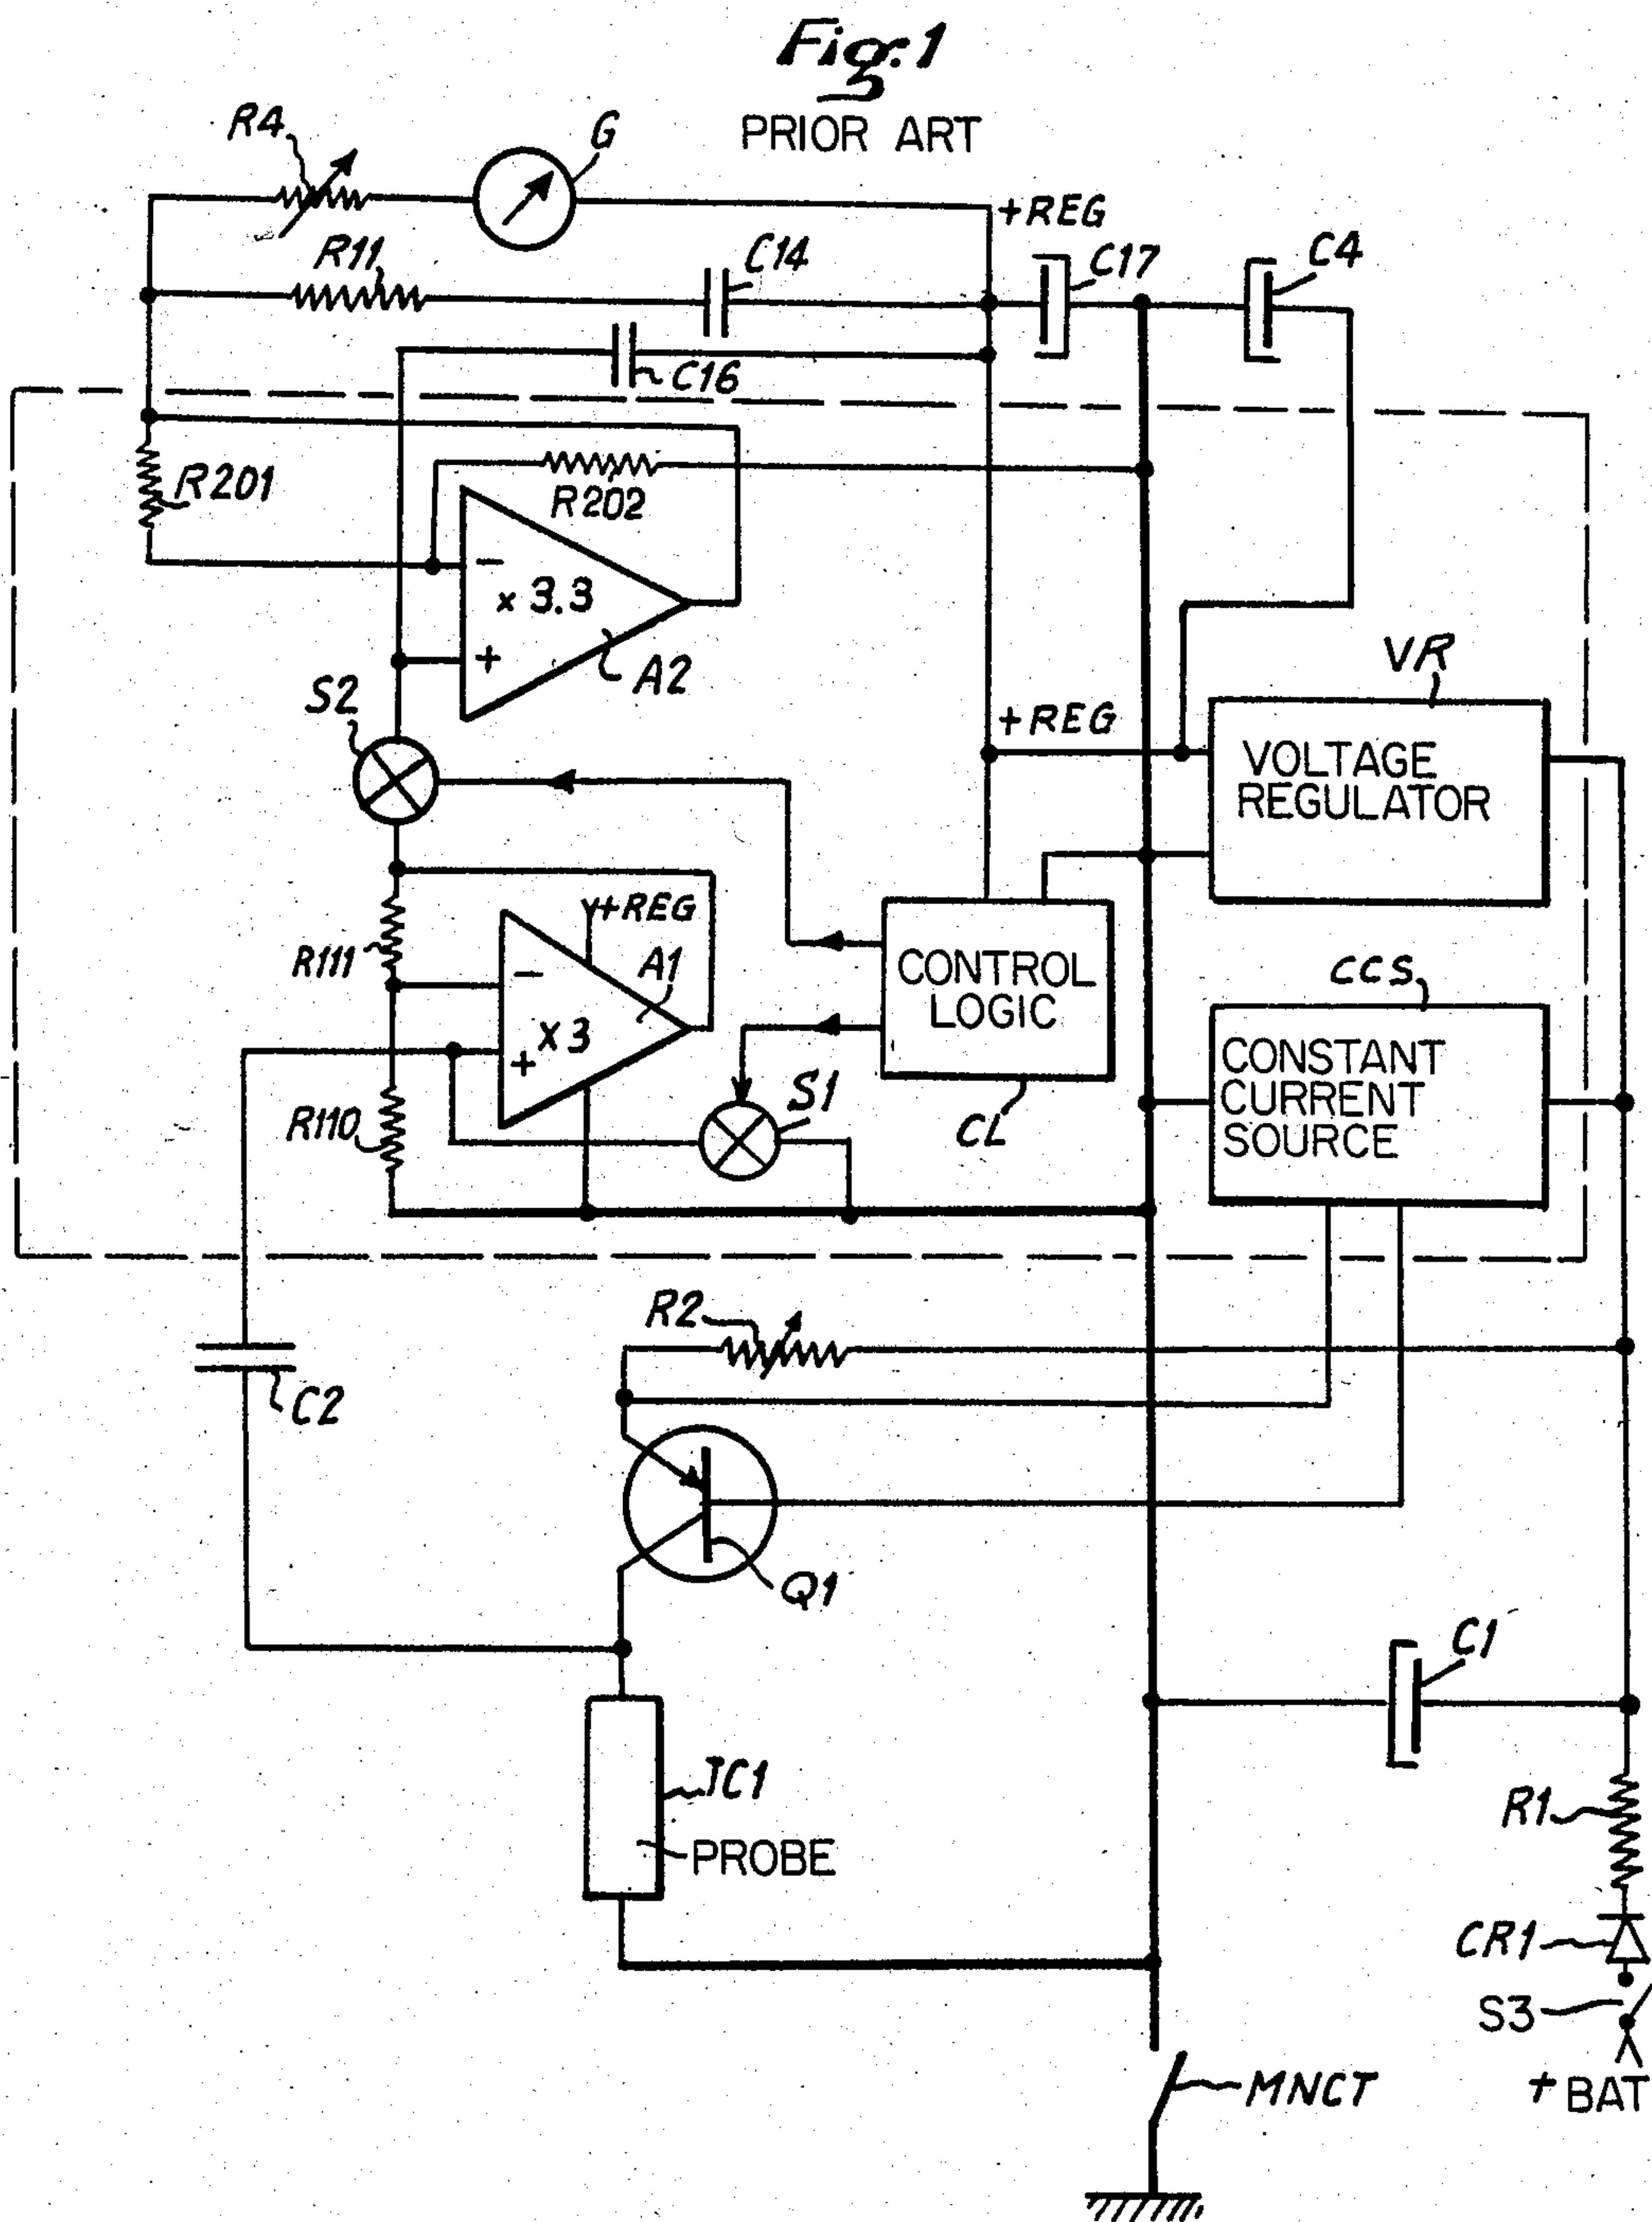 Fig. 1
PRIOR ART
R4
G
+REG
R11
C14
C17
C4
C16
R201
R202
- × 3.3
+
A2
S2
VR
+REG
VOLTAGE
REGULATOR
R111
+REG
A1
-
X 3
+
CONTROL
LOGIC
CCS
CONSTANT
CURRENT
SOURCE
R110
S1
CL
R2
C2
Q1
C1
JC1
PROBE
R1
CR1
S3
MNCT
+ BAT